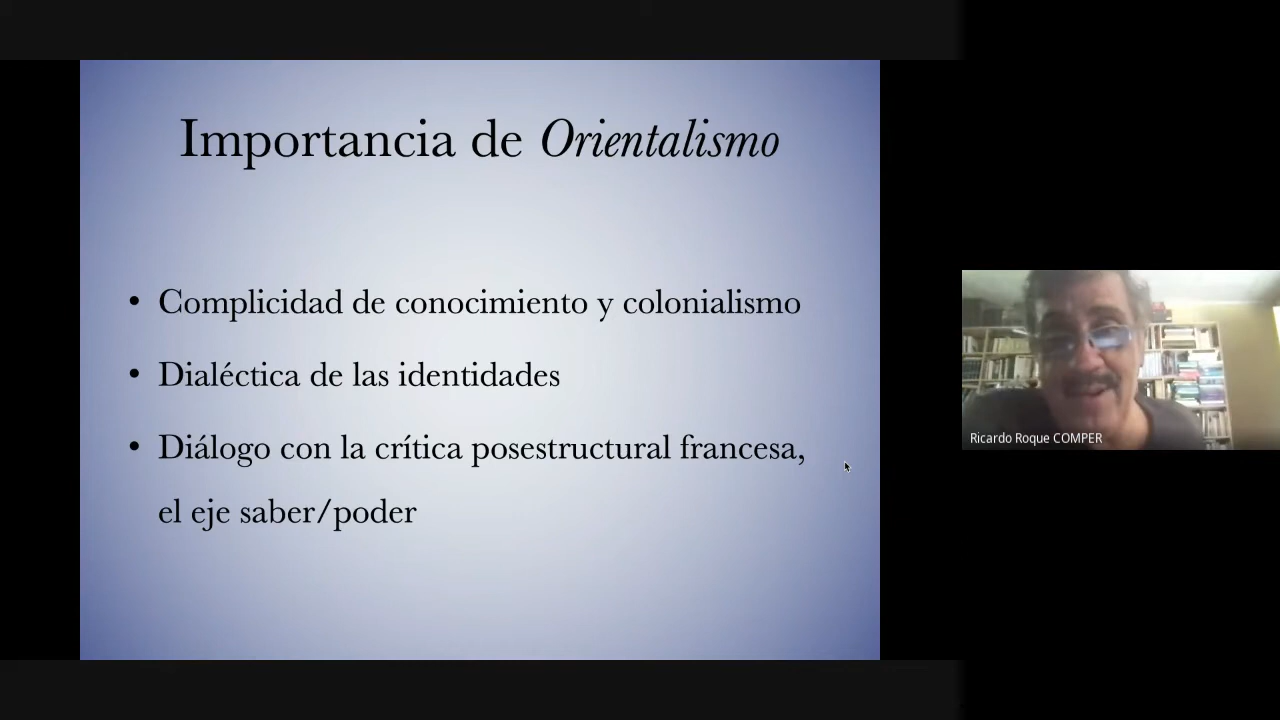 Importancia de Orientalismo
• Complicidad de conocimiento y colonialismo
• Dialéctica de las identidades
• Diálogo con la crítica posestructural francesa,
el eje saber/poder
Ricardo Roque COMPER